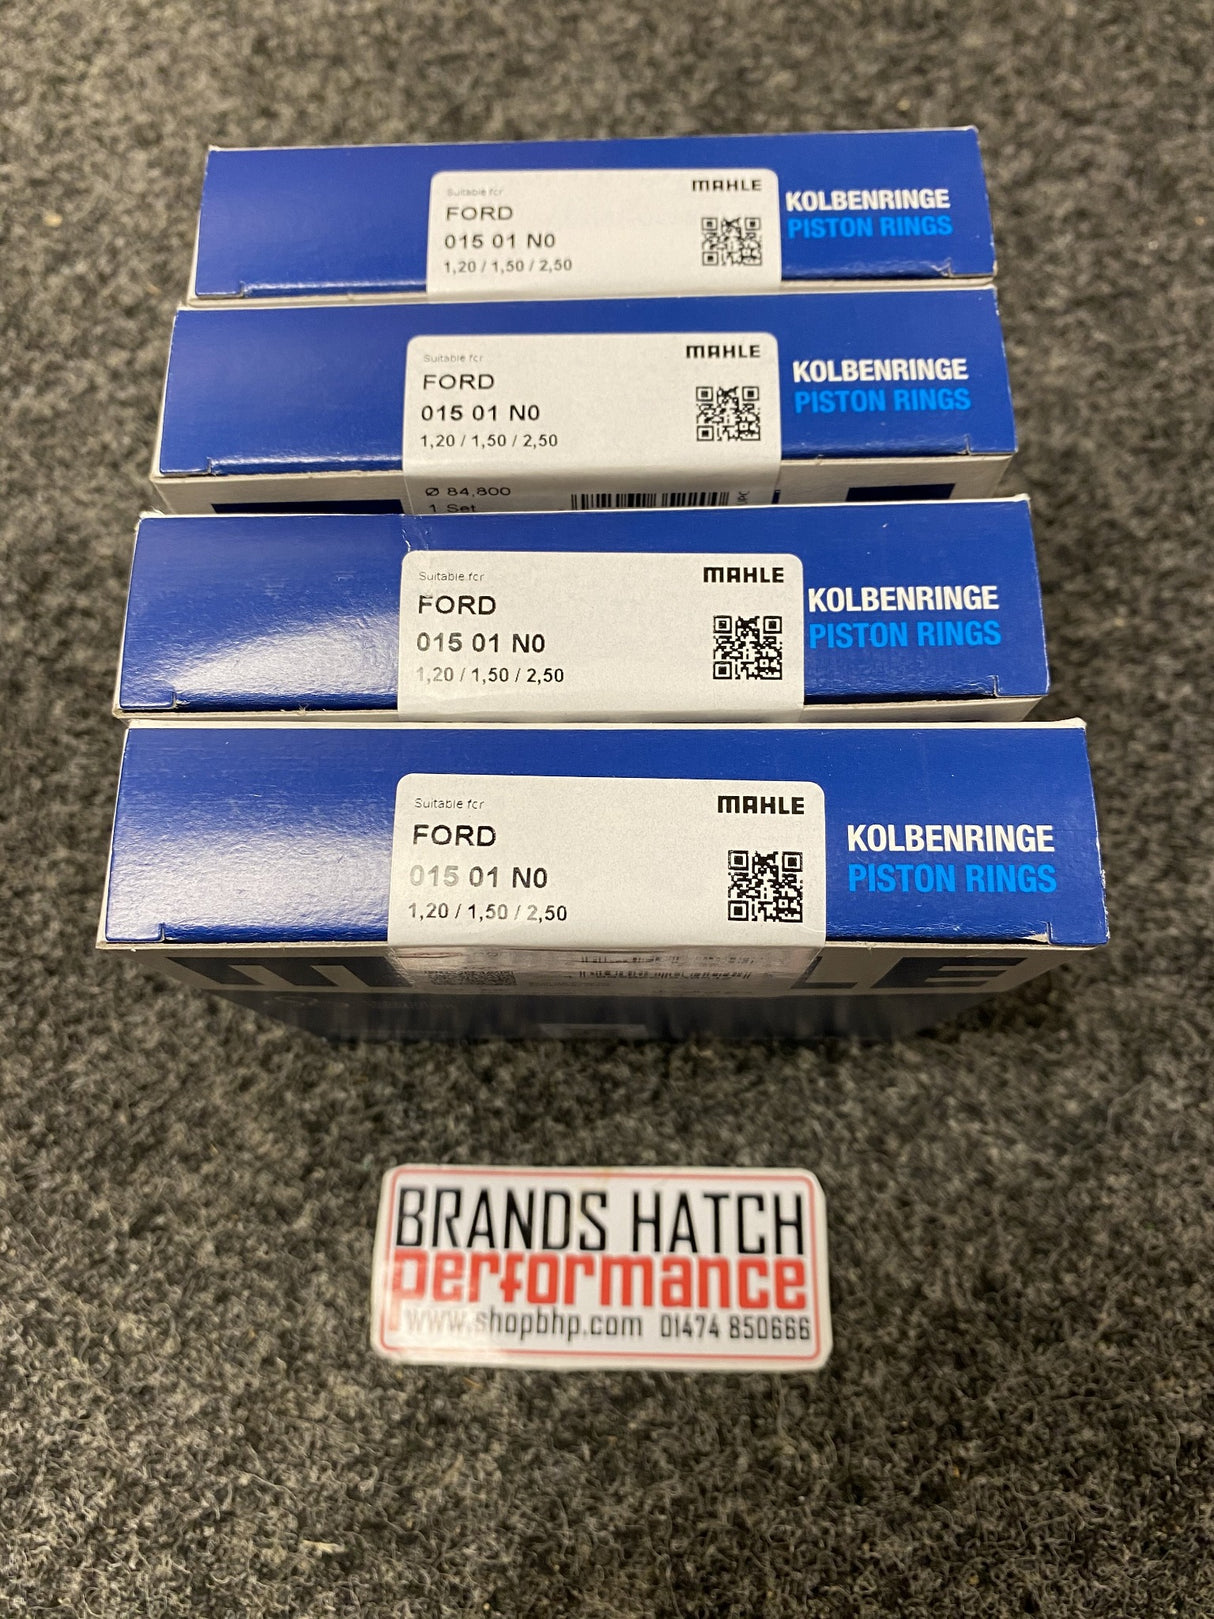 Suitable for
MAHLE
FORD
015 01 N0
1,20 / 1,50 / 2,50
KOLBENRINGE
PISTON RINGS
Suitable for
MAHLE
FORD
015 01 N0
1,20 / 1,50 / 2,50
KOLBENRINGE
PISTON RINGS
Ø 84,800
1 Set
UPC
Suitable for
MAHLE
FORD
015 01 N0
1,20 / 1,50 / 2,50
KOLBENRINGE
PISTON RINGS
Suitable for
MAHLE
FORD
015 01 N0
1,20 / 1,50 / 2,50
KOLBENRINGE
PISTON RINGS
BRANDS HATCH
performance
www.shopbhp.com 01474 850666